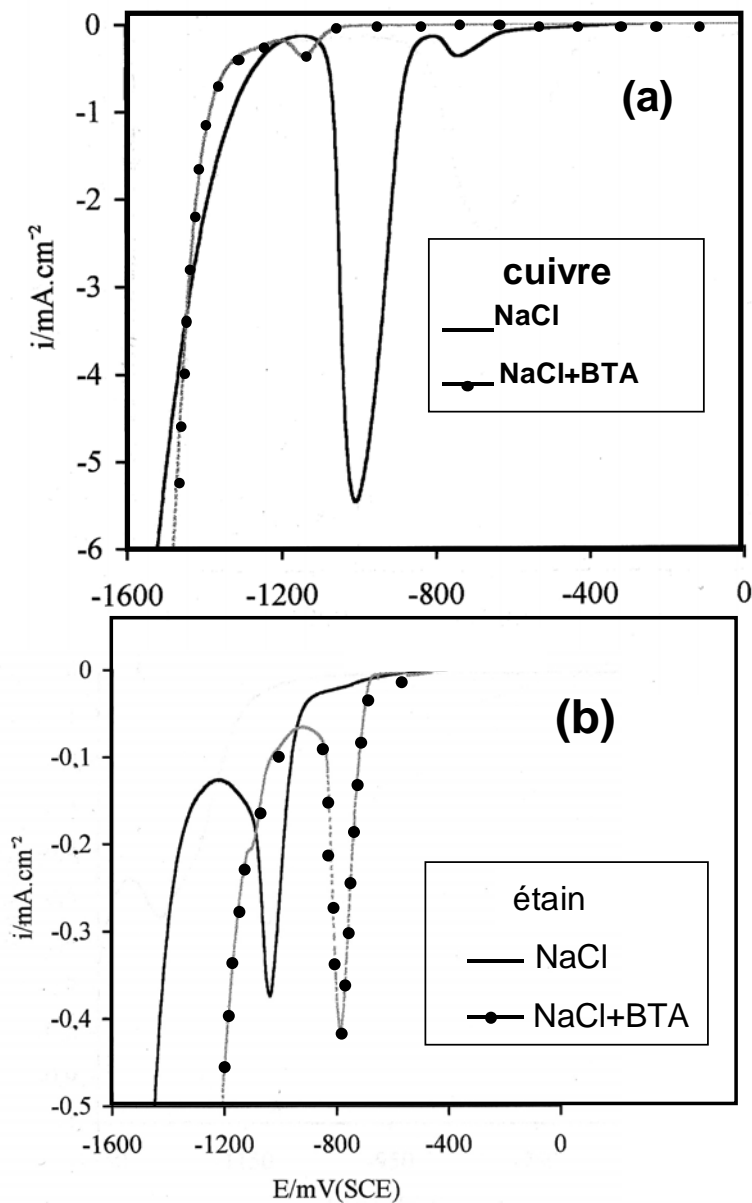 0
-1
-2
-3
-4
-5
-6
i/mA.cm⁻²
(a)
cuivre
NaCl
NaCl+BTA
-1600 -1200 -800 -400 0
0
-0,1
-0,2
-0,3
-0,4
-0,5
i/mA.cm⁻²
(b)
étain
NaCl
NaCl+BTA
-1600 -1200 -800 -400 0
E/mV(SCE)